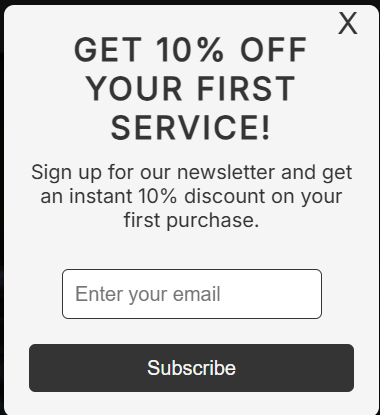 X
GET 10% OFF
YOUR FIRST
SERVICE!
Sign up for our newsletter and get
an instant 10% discount on your
first purchase.
Enter your email
Subscribe